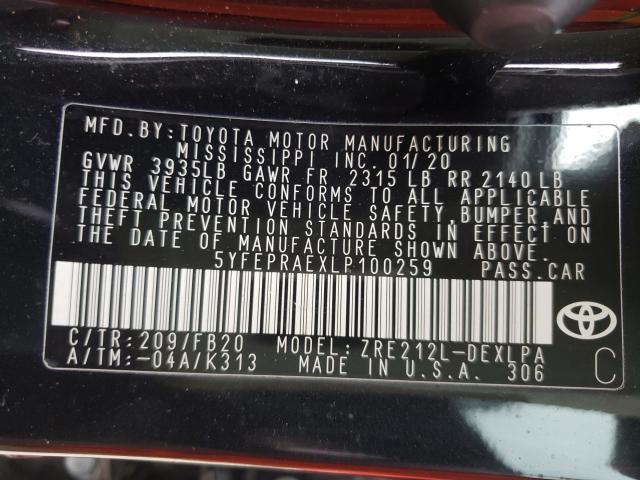 MFD.BY:TOYOTA MOTOR MANUFACTURING
MISSISSIPPI INC. 01/20
GVWR 3935LB GAWR FR 2315 LB RR 2140 LB
THIS VEHICLE CONFORMS TO ALL APPLICABLE
FEDERAL MOTOR VEHICLE SAFETY, BUMPER, AND
THEFT PREVENTION STANDARDS IN EFFECT ON
THE DATE OF MANUFACTURE SHOWN ABOVE.
5YFEPRAEXLP100259 PASS.CAR
C/TR: 209/FB20 MODEL: ZRE212L-DEXLPA
A/TM: -04A/K313 MADE IN U.S.A. 306 C